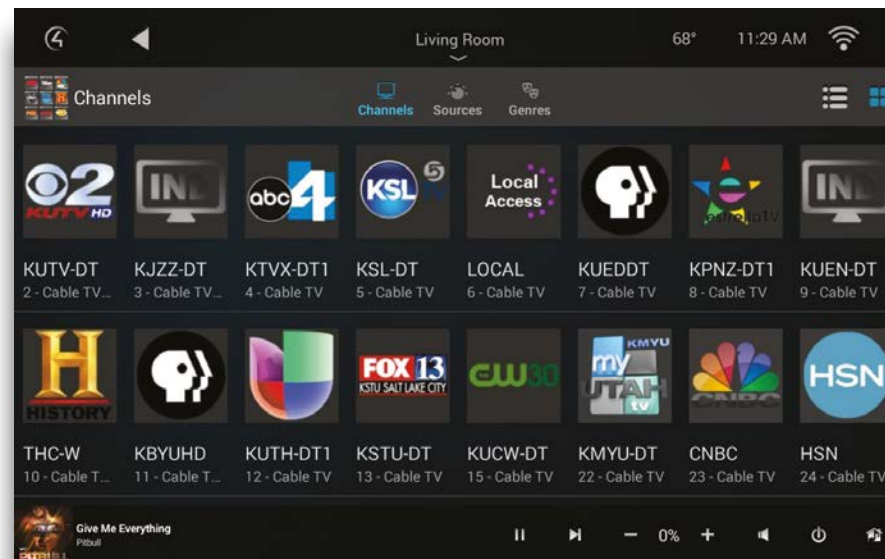 Living Room
68° 11:29 AM
Channels
Channels Sources Genres
2 KUTV HD
IND
abc 4
KSL 5
Local Access
estrellaTV
IND
KUTV-DT KJZZ-DT KTVX-DT1 KSL-DT LOCAL KUEDDT KPNZ-DT1 KUEN-DT
2 - Cable TV... 3 - Cable TV... 4 - Cable TV 5 - Cable TV 6 - Cable TV 7 - Cable TV 8 - Cable TV 9 - Cable TV
H HISTORY
FOX 13 KSTU SALT LAKE CITY
CW30
KMYU my UTAH tv
CNBC
HSN
THC-W KBYUHD KUTH-DT1 KSTU-DT KUCW-DT KMYU-DT CNBC HSN
10 - Cable T... 11 - Cable T... 12 - Cable TV 13 - Cable TV 15 - Cable TV 22 - Cable TV 23 - Cable TV 24 - Cable TV
Give Me Everything
Pitbull
0%